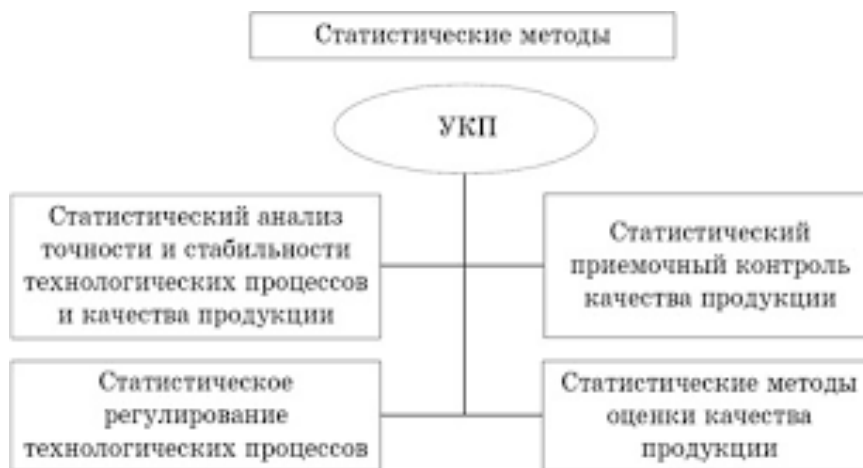 Статистические методы
УКП
Статистический анализ
точности и стабильности
технологических процессов
и качества продукции
Статистический
приемочный контроль
качества продукции
Статистическое
регулирование
технологических процессов
Статистические методы
оценки качества
продукции